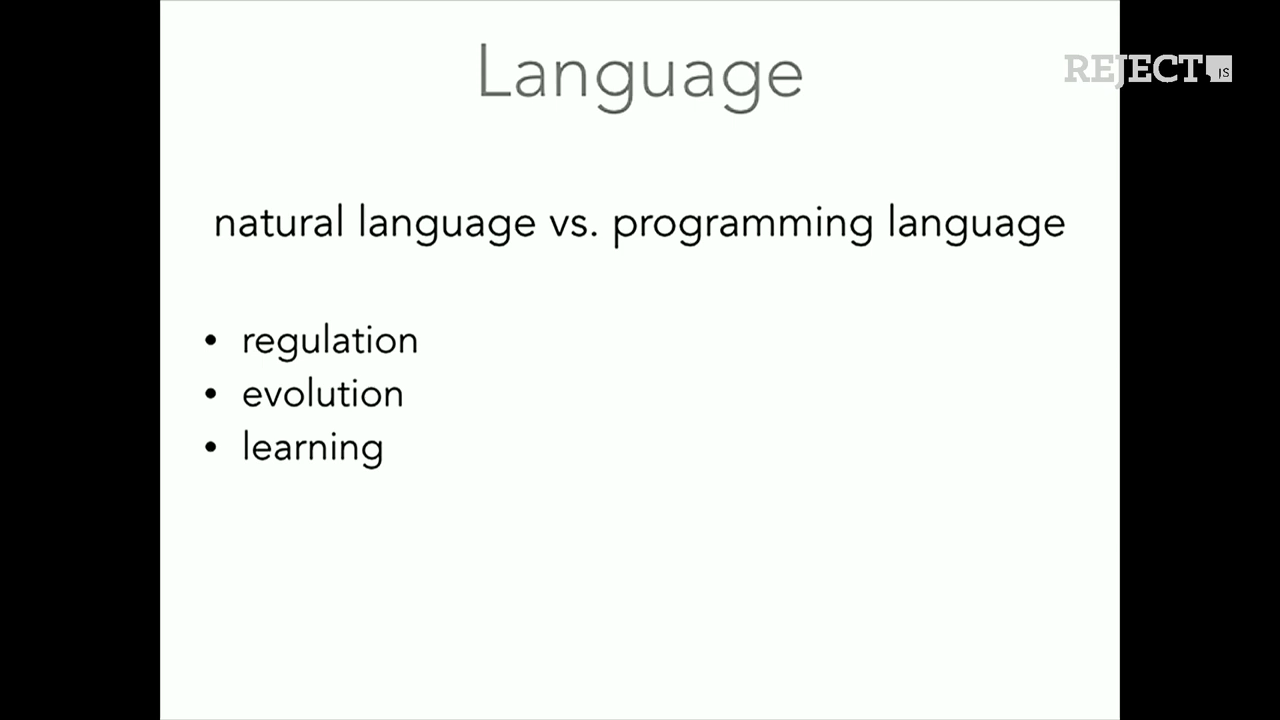 Language
REJECT JS
natural language vs. programming language
• regulation
• evolution
• learning